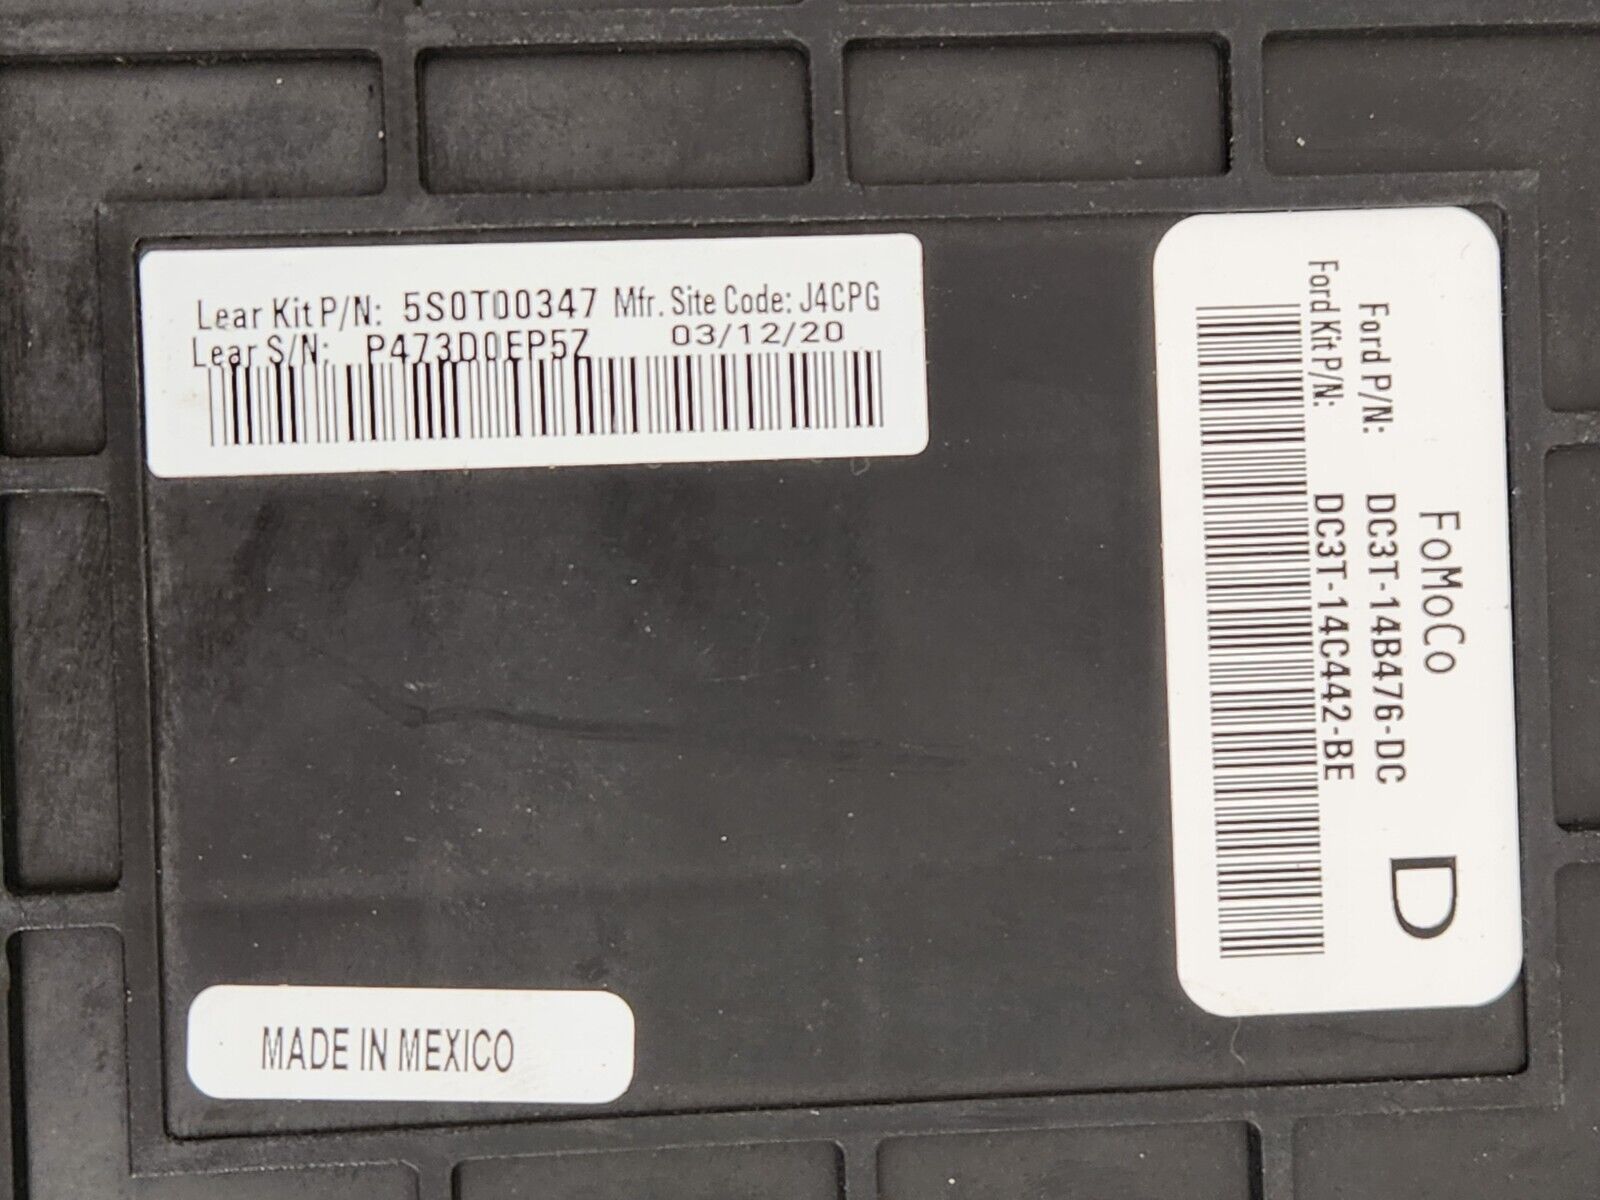 Lear Kit P/N: 5S0T00347 Mfr. Site Code: J4CPG
Lear S/N: P473D0EP5Z 03/12/20
FoMoCo
Ford P/N: DC3T-14B476-DC
Ford Kit P/N: DC3T-14C442-BE
D
MADE IN MEXICO